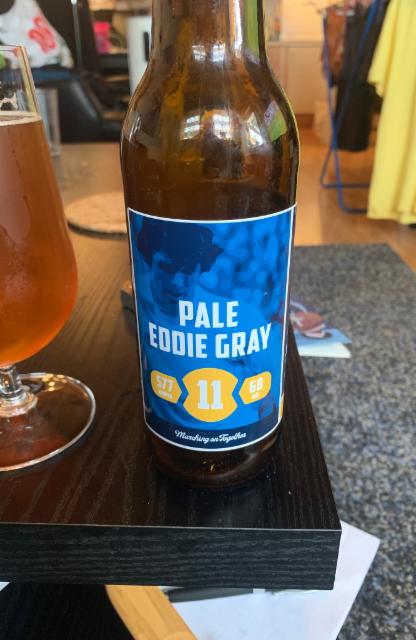 PALE
EDDIE GRAY
577 11 68
Marching on Together